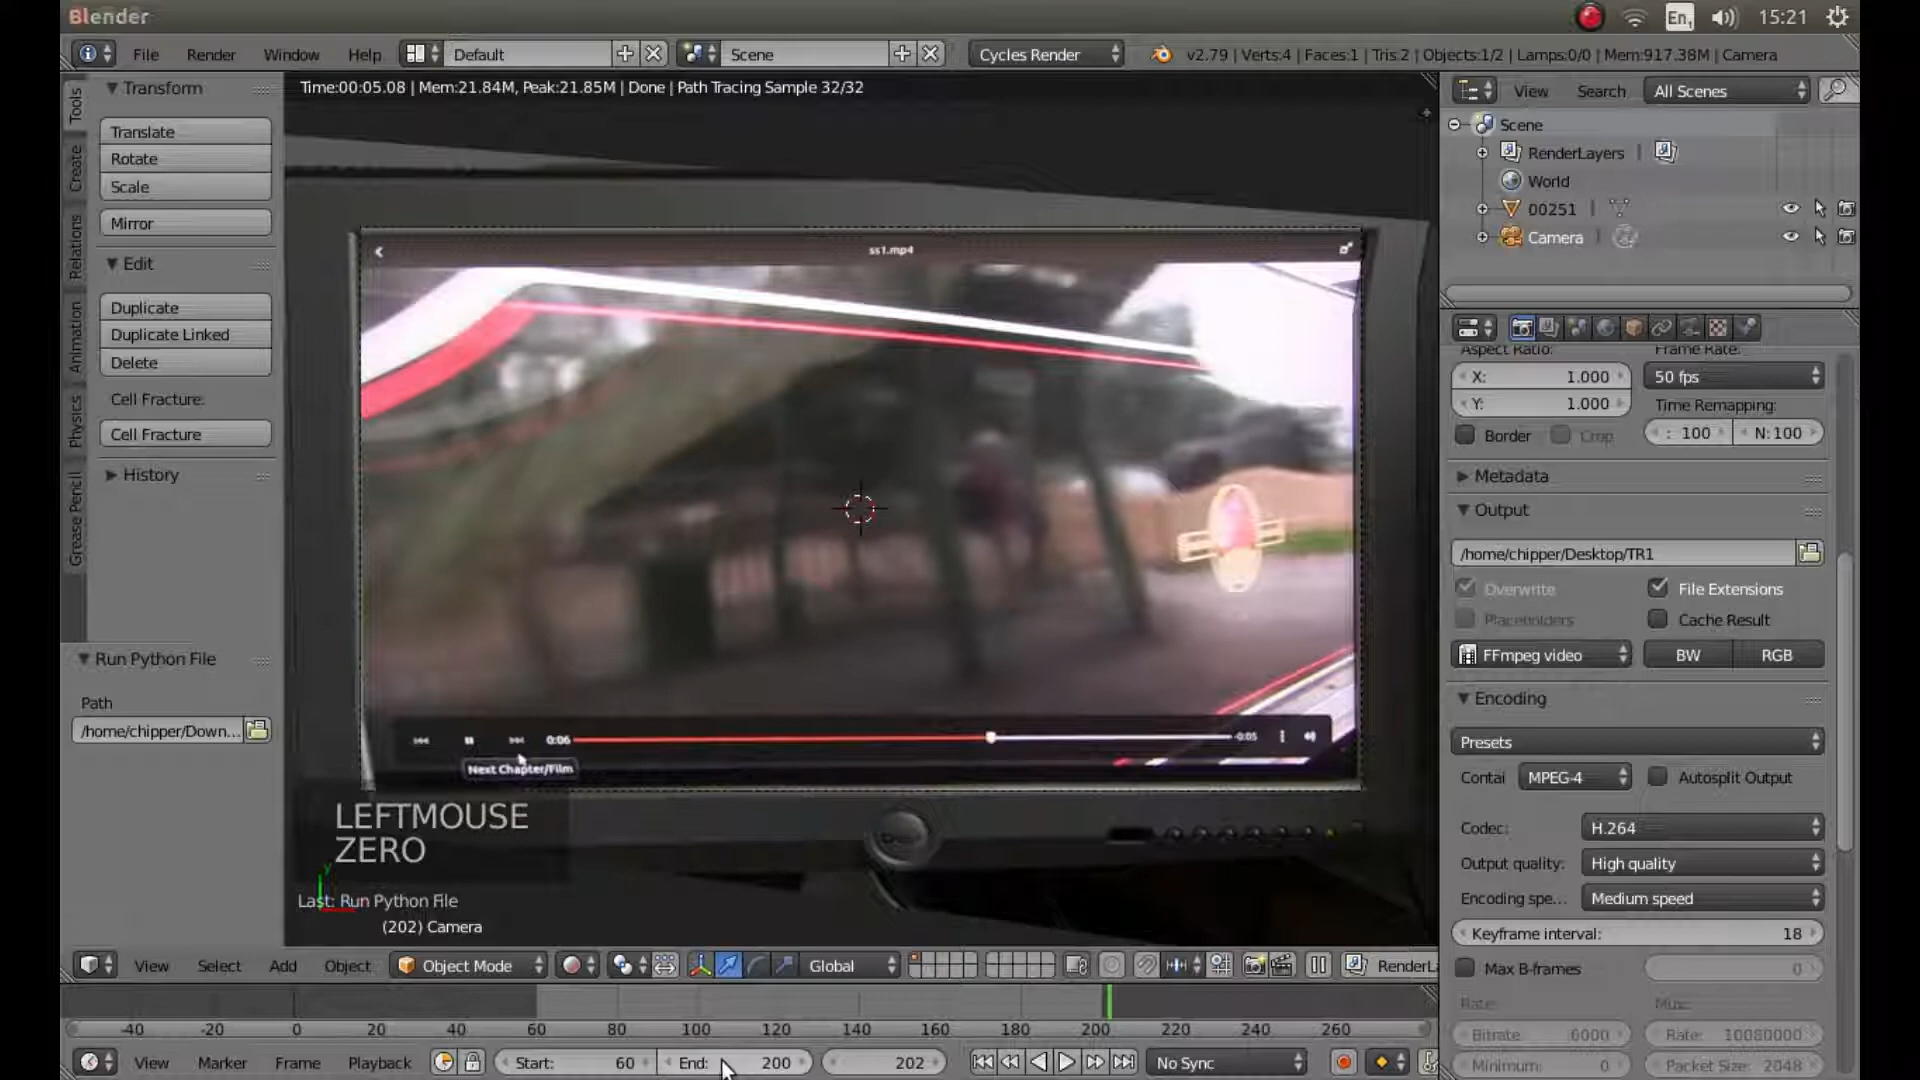 Blender
En1
15:21
File
Render
Window
Help
Default
Scene
Cycles Render
v2.79 | Verts:4 | Faces:1 | Tris:2 | Objects:1/2 | Lamps:0/0 | Mem:917.38M | Camera
Time:00:05.08 | Mem:21.84M, Peak:21.85M | Done | Path Tracing Sample 32/32
Tools
Create
Relations
Animation
Physics
Grease Pencil
Transform
Translate
Rotate
Scale
Mirror
Edit
Duplicate
Duplicate Linked
Delete
Cell Fracture:
Cell Fracture
History
Run Python File
Path
/home/chipper/Down...
ss1.mp4
0:06
-0:05
Next Chapter/Film
LEFTMOUSE
ZERO
Last: Run Python File
(202) Camera
View
Search
All Scenes
Scene
RenderLayers
World
00251
Camera
Aspect Ratio:
Frame Rate:
X: 1.000
50 fps
Y: 1.000
Time Remapping:
Border
Crop
: 100
N: 100
Metadata
Output
/home/chipper/Desktop/TR1
Overwrite
File Extensions
Placeholders
Cache Result
FFmpeg video
BW
RGB
Encoding
Presets
Contai
MPEG-4
Autosplit Output
Codec:
H.264
Output quality:
High quality
Encoding spe...
Medium speed
Keyframe interval: 18
Max B-frames
0
Rate:
Mux:
Bitrate: 6000
Rate: 10080000
Minimum: 0
Packet Size: 2048
View
Select
Add
Object
Object Mode
Global
RenderLa
-40 -20 0 20 40 60 80 100 120 140 160 180 200 220 240 260
View
Marker
Frame
Playback
Start: 60
End: 200
202
No Sync